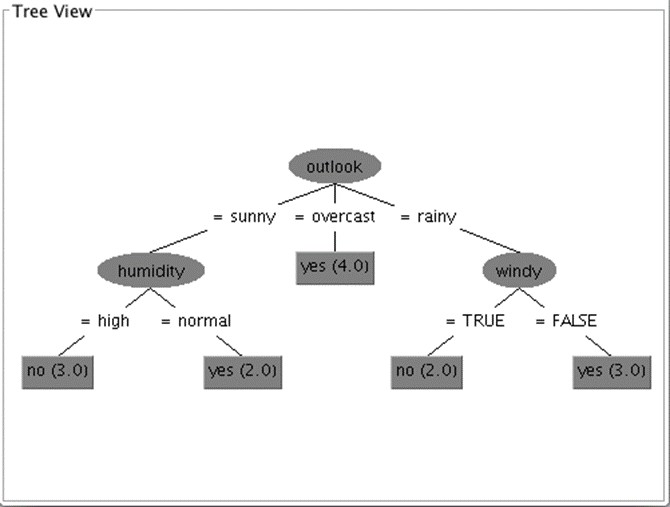 Tree View
outlook
= sunny = overcast = rainy
humidity yes (4.0) windy
= high = normal = TRUE = FALSE
no (3.0) yes (2.0) no (2.0) yes (3.0)